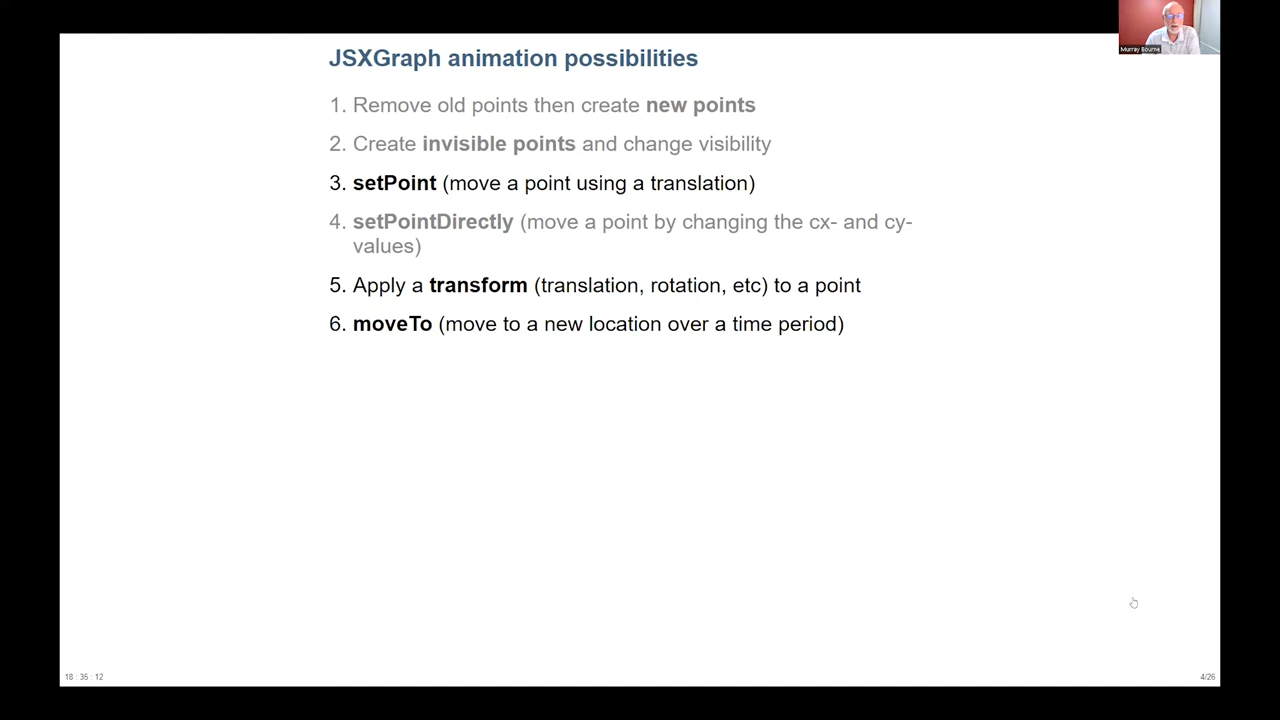 JSXGraph animation possibilities
1. Remove old points then create new points
2. Create invisible points and change visibility
3. setPoint (move a point using a translation)
4. setPointDirectly (move a point by changing the cx- and cy-
values)
5. Apply a transform (translation, rotation, etc) to a point
6. moveTo (move to a new location over a time period)
Murray Bourne
18 : 35 : 12
4/26